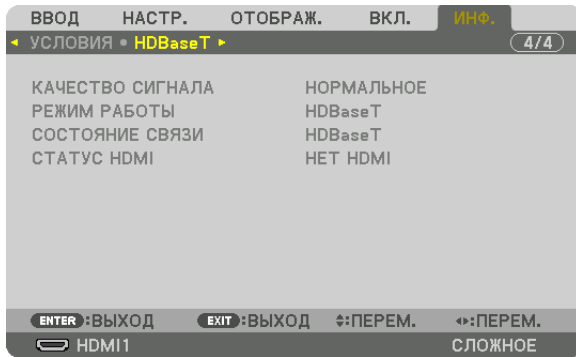 ВВОД НАСТР. ОТОБРАЖ. ВКЛ. ИНФ.
УСЛОВИЯ • HDBaseT 4/4
КАЧЕСТВО СИГНАЛА НОРМАЛЬНОЕ
РЕЖИМ РАБОТЫ HDBaseT
СОСТОЯНИЕ СВЯЗИ HDBaseT
СТАТУС HDMI НЕТ HDMI
ENTER :ВЫХОД EXIT :ВЫХОД :ПЕРЕМ. :ПЕРЕМ.
HDMI1 СЛОЖНОЕ